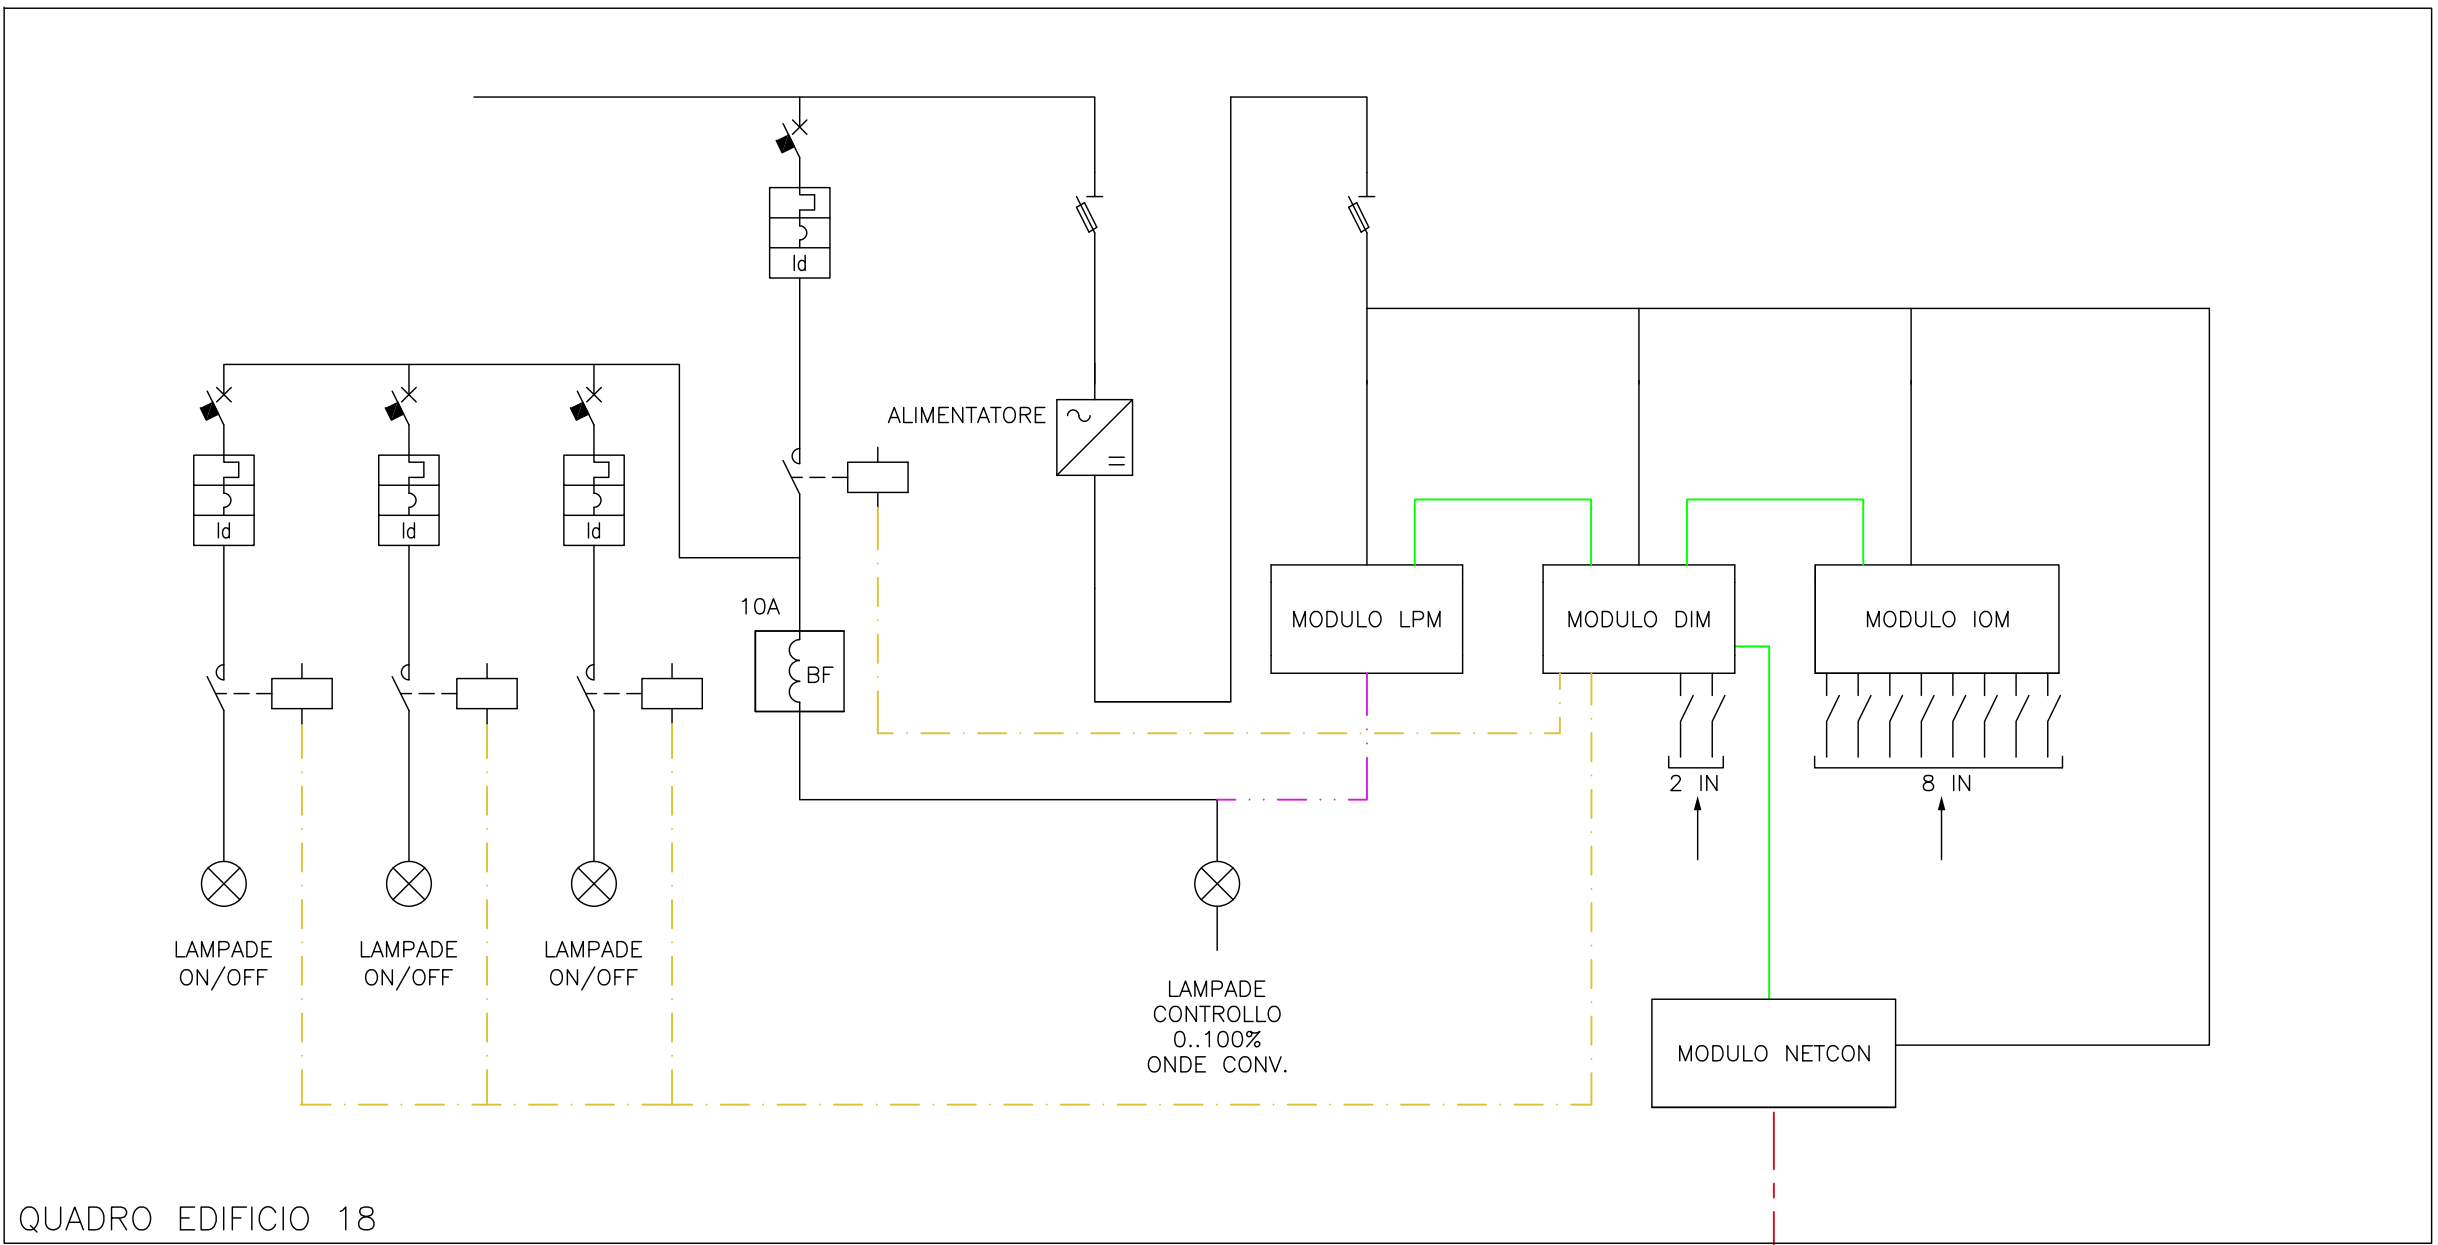 Id
ALIMENTATORE
Id
Id
Id
10A
BF
MODULO LPM
MODULO DIM
MODULO IOM
2 IN
8 IN
LAMPADE
ON/OFF
LAMPADE
ON/OFF
LAMPADE
ON/OFF
LAMPADE
CONTROLLO
0..100%
ONDE CONV.
MODULO NETCON
QUADRO EDIFICIO 18